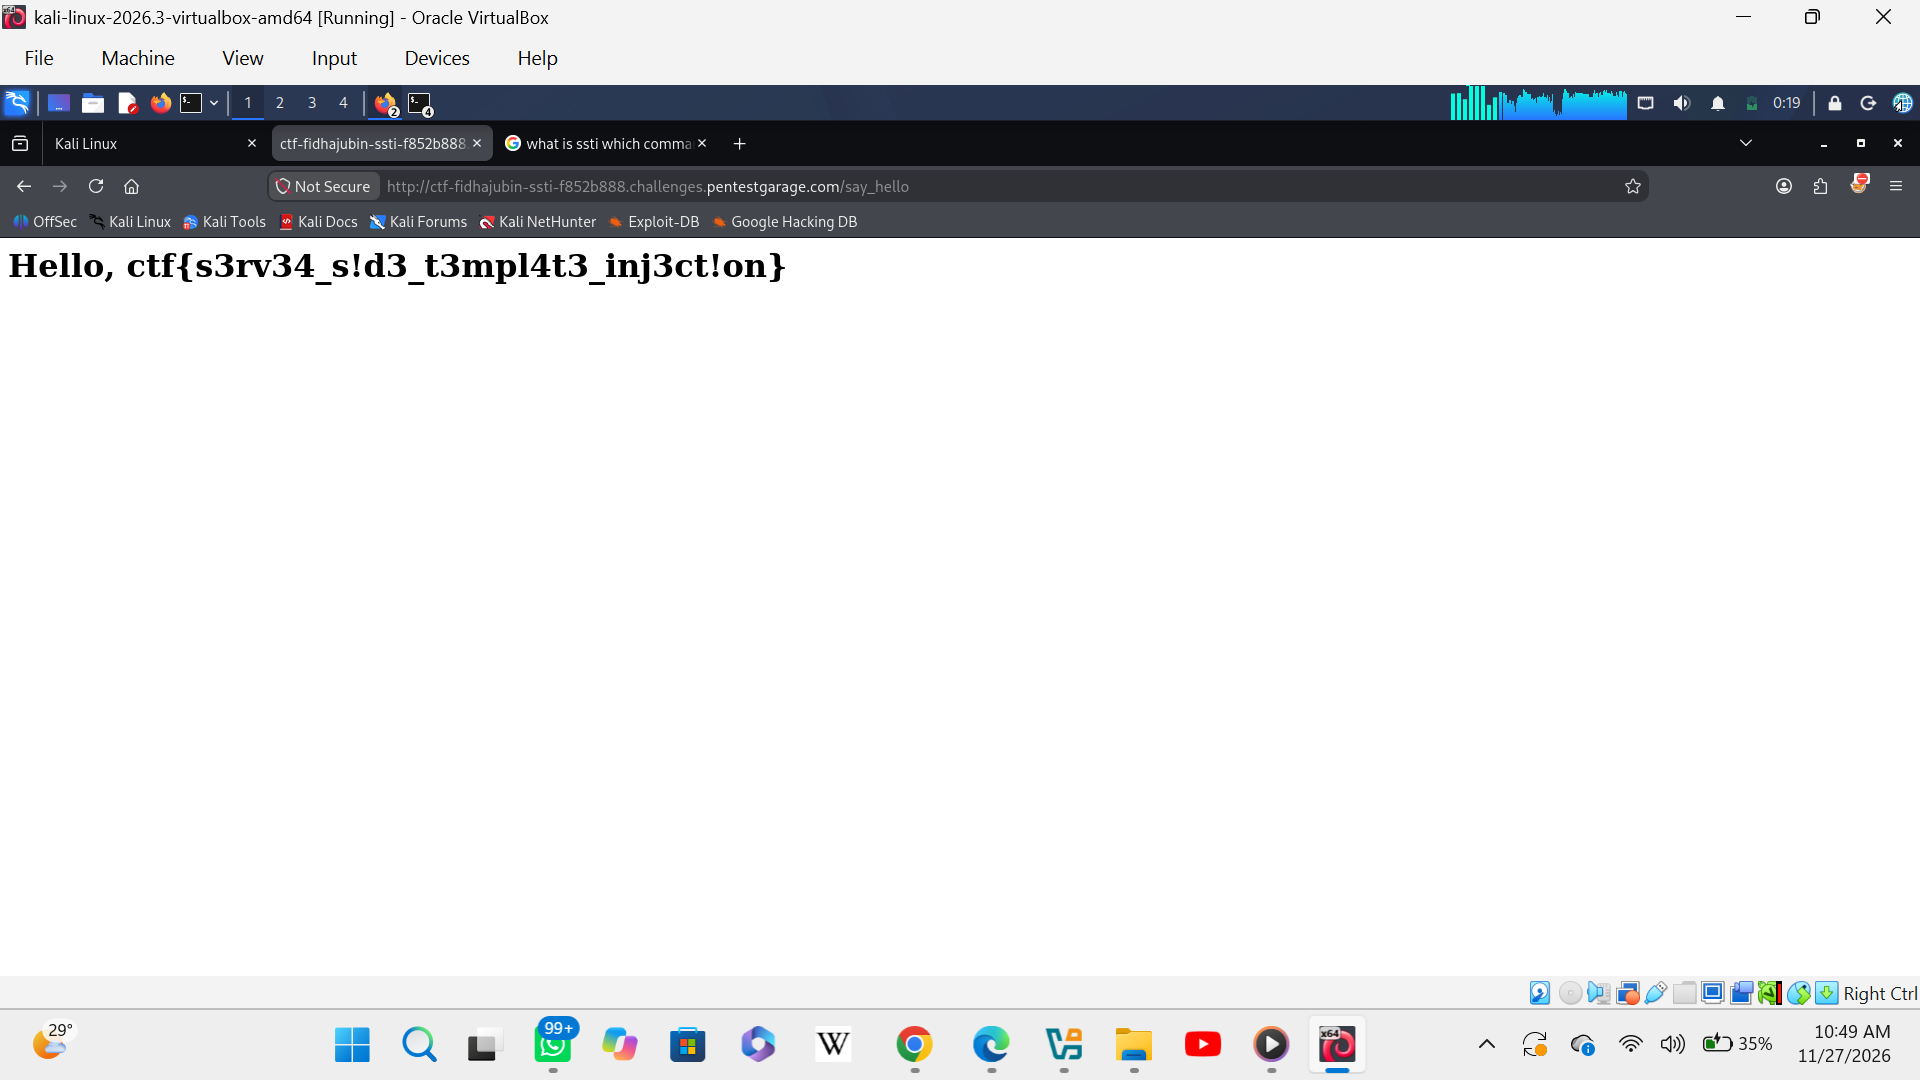 kali-linux-2026.3-virtualbox-amd64 [Running] - Oracle VirtualBox
File Machine View Input Devices Help
1 2 3 4 2 4 0:19
Kali Linux ctf-fidhajubin-ssti-f852b888. what is ssti which comma
Not Secure http://ctf-fidhajubin-ssti-f852b888.challenges.pentestgarage.com/say_hello
OffSec Kali Linux Kali Tools Kali Docs Kali Forums Kali NetHunter Exploit-DB Google Hacking DB
Hello, ctf{s3rv34_s!d3_t3mpl4t3_inj3ct!on}
Right Ctrl
29° 99+ W x64 35% 10:49 AM
11/27/2026